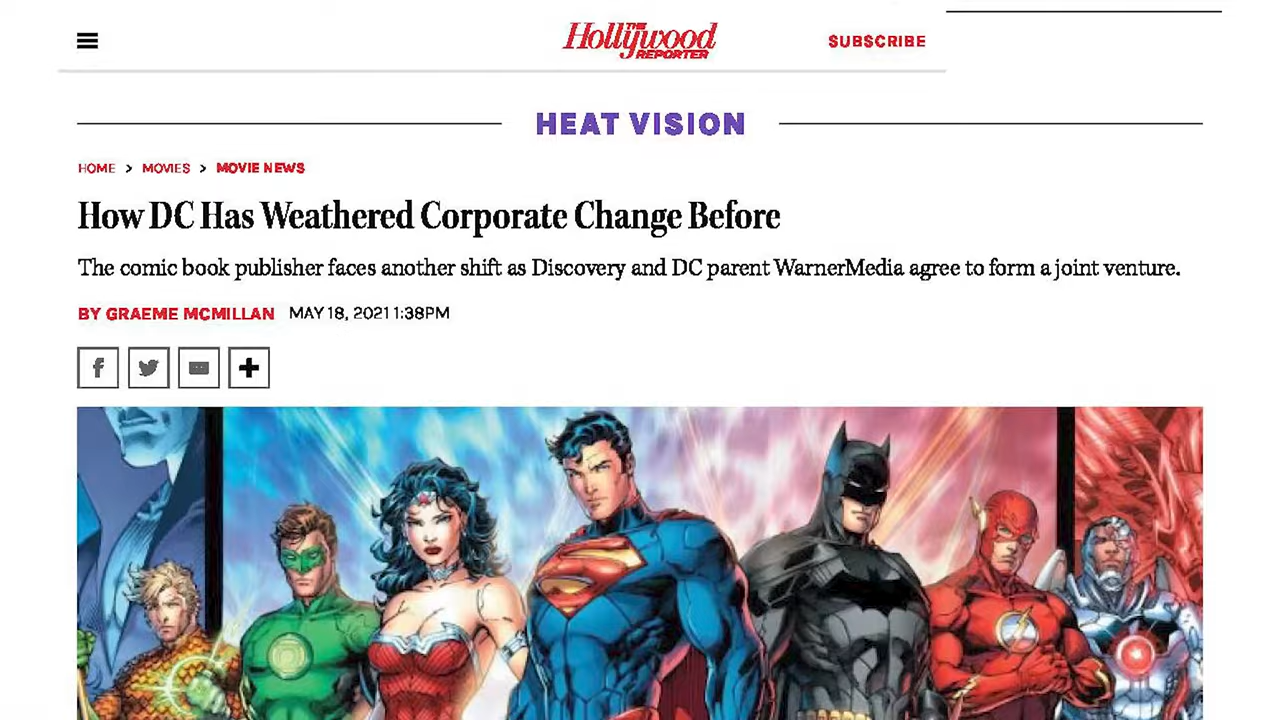 THE
Hollywood
REPORTER
SUBSCRIBE
HEAT VISION
HOME > MOVIES > MOVIE NEWS
How DC Has Weathered Corporate Change Before
The comic book publisher faces another shift as Discovery and DC parent WarnerMedia agree to form a joint venture.
BY GRAEME MCMILLAN MAY 18, 2021 1:38PM